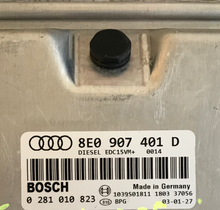 8E0 907 401 D
DIESEL EDC15VM+ 0014
BOSCH
Made in Germany
1039S01811 1803 37056
0 281 010 823
BPG 03-01-27